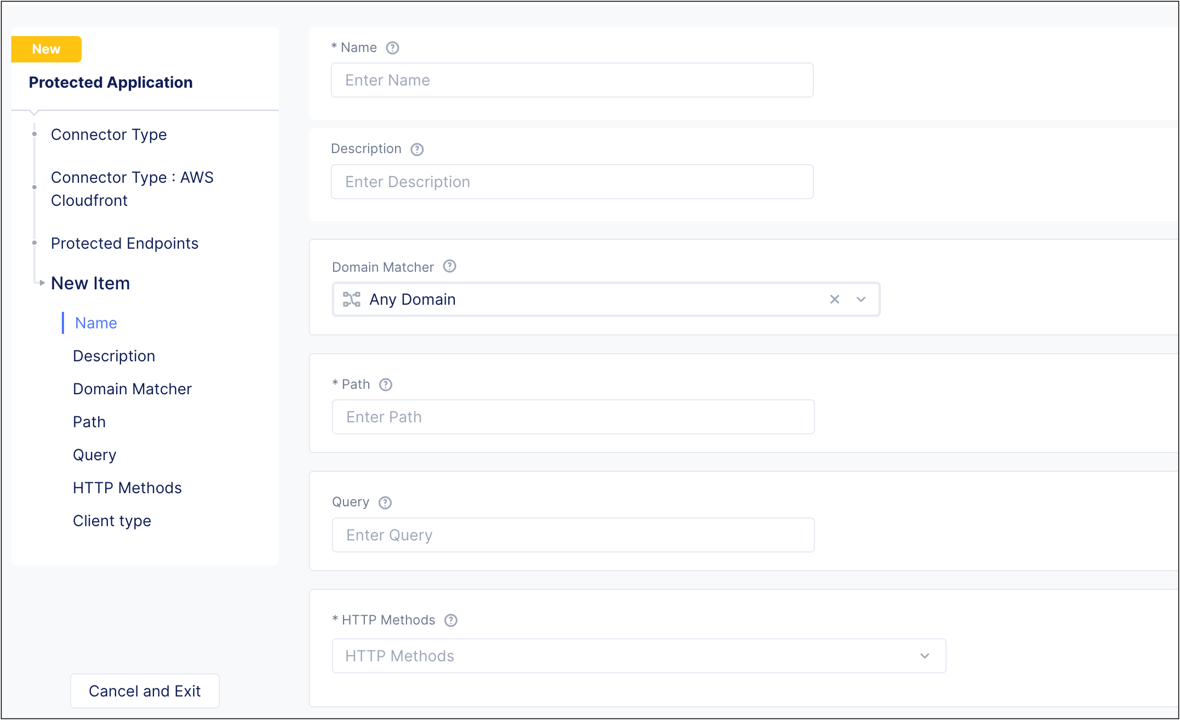 New
Protected Application
Connector Type
Connector Type : AWS
Cloudfront
Protected Endpoints
New Item
Name
Description
Domain Matcher
Path
Query
HTTP Methods
Client type
Cancel and Exit
* Name
Enter Name
Description
Enter Description
Domain Matcher
Any Domain
* Path
Enter Path
Query
Enter Query
* HTTP Methods
HTTP Methods